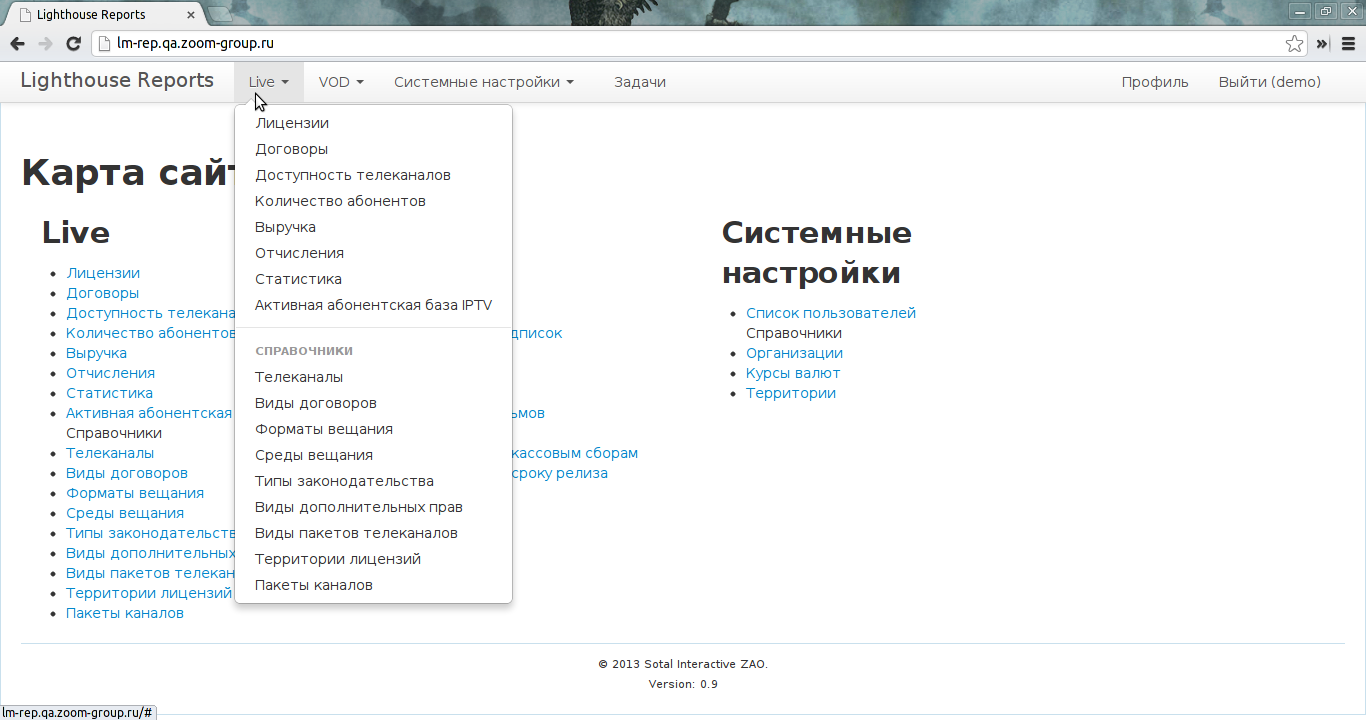 Lighthouse Reports
lm-rep.qa.zoom-group.ru
Lighthouse Reports Live VOD Системные настройки Задачи Профиль Выйти (demo)
Лицензии
Договоры
Доступность телеканалов
Количество абонентов
Выручка
Отчисления
Статистика
Активная абонентская база IPTV
СПРАВОЧНИКИ
Телеканалы
Виды договоров
Форматы вещания
Среды вещания
Типы законодательства
Виды дополнительных прав
Виды пакетов телеканалов
Территории лицензий
Пакеты каналов
Карта сайт
Live
Лицензии
Договоры
Доступность телекана
Количество абонентов
Выручка
Отчисления
Статистика
Активная абонентская
Справочники
Телеканалы
Виды договоров
Форматы вещания
Среды вещания
Типы законодательств
Виды дополнительных
Виды пакетов телекан
Территории лицензий
Пакеты каналов
дписок
ьмов
кассовым сборам
сроку релиза
Системные
настройки
Список пользователей
Справочники
Организации
Курсы валют
Территории
© 2013 Sotal Interactive ZAO.
Version: 0.9
lm-rep.qa.zoom-group.ru/#